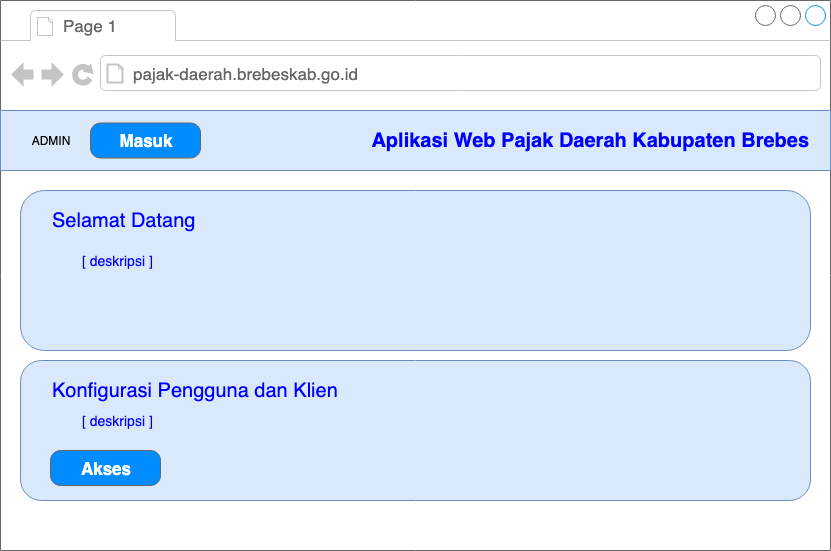 Page 1
pajak-daerah.brebeskab.go.id
ADMIN
Masuk
Aplikasi Web Pajak Daerah Kabupaten Brebes
Selamat Datang
[ deskripsi ]
Konfigurasi Pengguna dan Klien
[ deskripsi ]
Akses